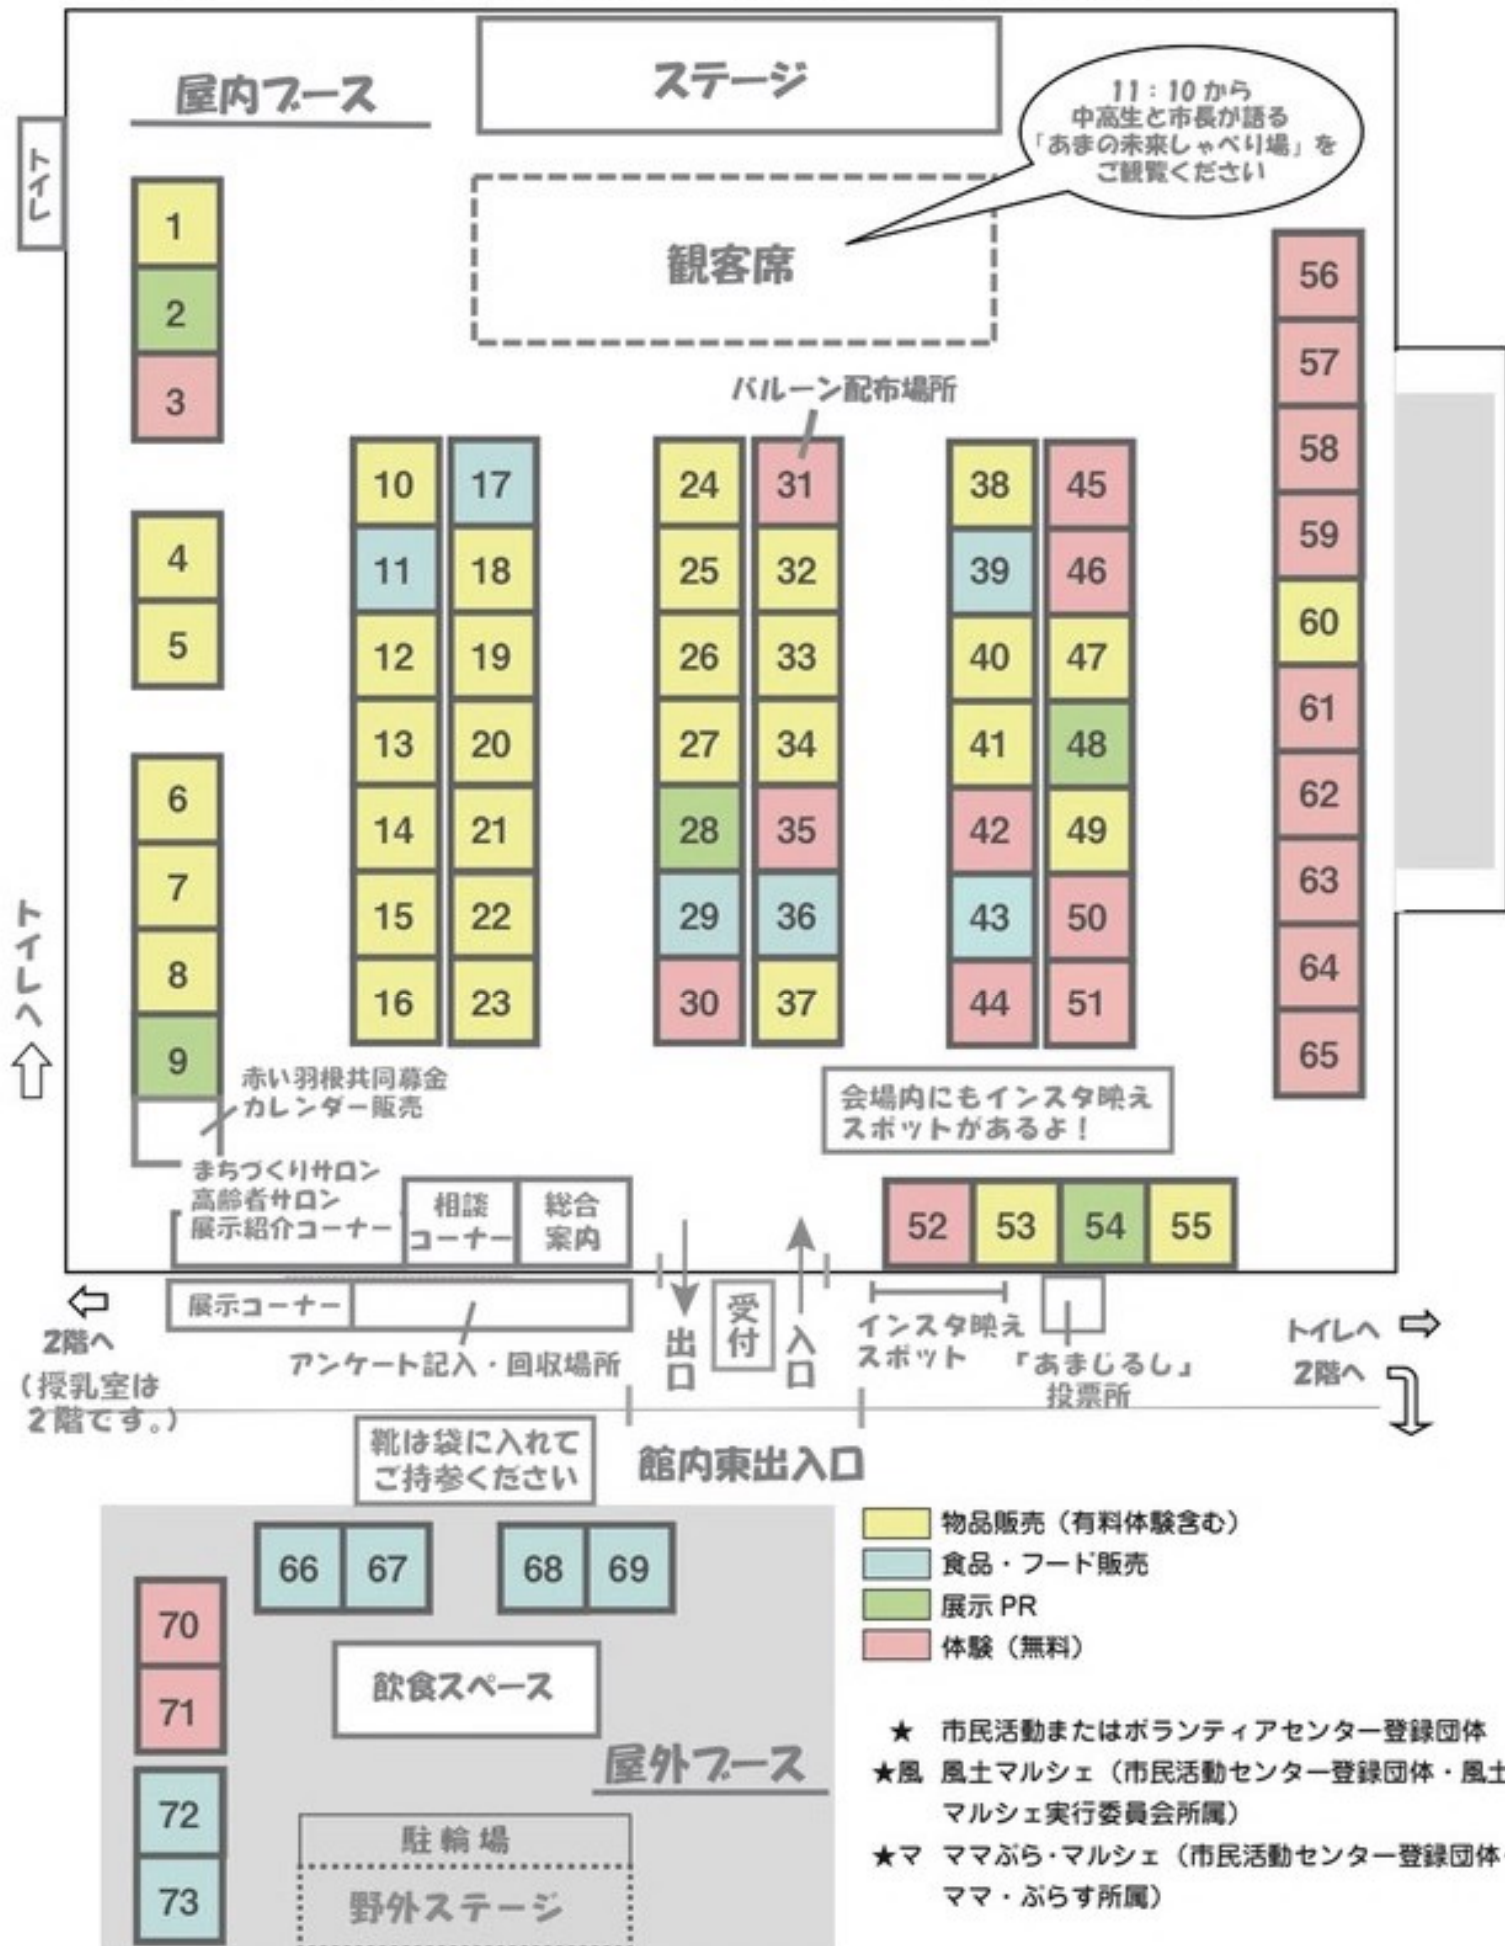 屋内ブース
ステージ
11：10から
中高生と市長が語る
「あまの未来しゃべり場」を
ご観覧ください
トイレ
観客席
バルーン配布場所
1
2
3
4
5
6
7
8
9
10
11
12
13
14
15
16
17
18
19
20
21
22
23
24
25
26
27
28
29
30
31
32
33
34
35
36
37
38
39
40
41
42
43
44
45
46
47
48
49
50
51
56
57
58
59
60
61
62
63
64
65
トイレへ
赤い羽根共同募金
カレンダー販売
まちづくりサロン
高齢者サロン
展示紹介コーナー
相談
コーナー
総合
案内
会場内にもインスタ映え
スポットがあるよ！
52
53
54
55
展示コーナー
アンケート記入・回収場所
出口
受付
入口
インスタ映え
スポット
「あまじるし」
投票所
2階へ
（授乳室は
2階です。）
トイレへ
2階へ
靴は袋に入れて
ご持参ください
館内東出入口
66
67
68
69
70
71
72
73
飲食スペース
屋外ブース
駐輪場
野外ステージ
物品販売（有料体験含む）
食品・フード販売
展示 PR
体験（無料）
★ 市民活動またはボランティアセンター登録団体
★風 風土マルシェ（市民活動センター登録団体・風土
マルシェ実行委員会所属）
★マ ママぷら・マルシェ（市民活動センター登録団体・
ママ・ぷらす所属）